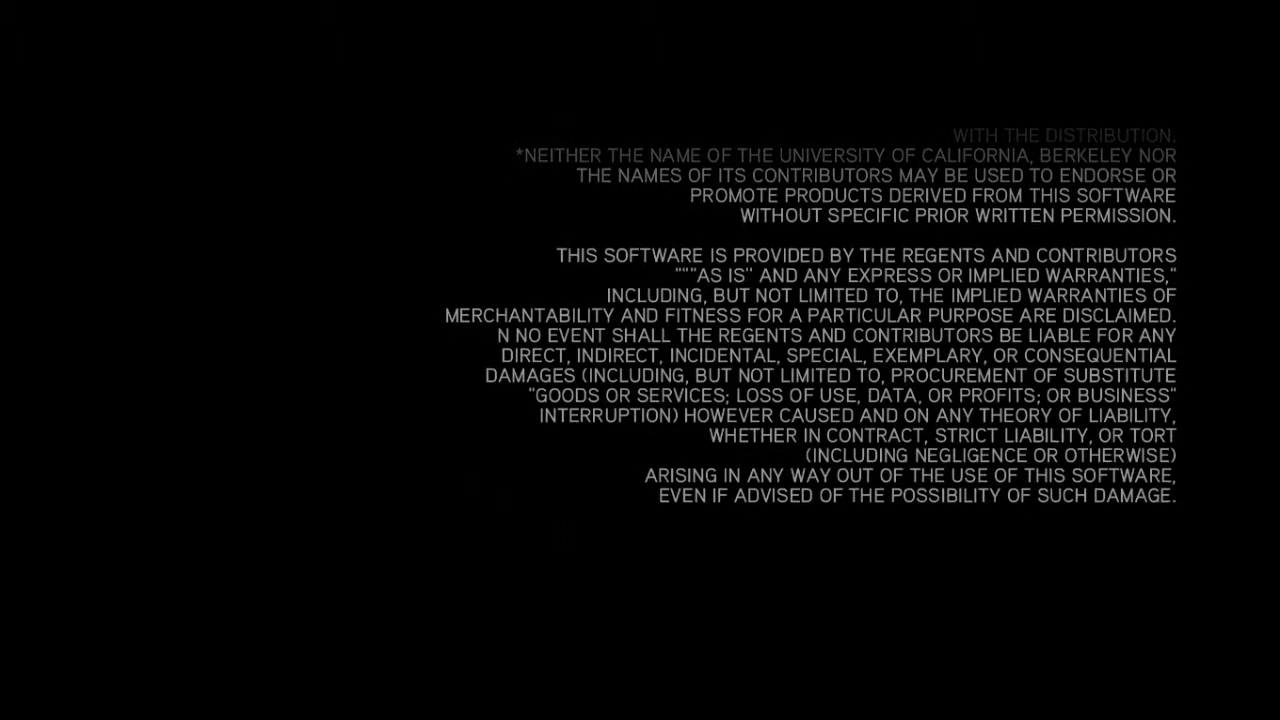 WITH THE DISTRIBUTION.
*NEITHER THE NAME OF THE UNIVERSITY OF CALIFORNIA, BERKELEY NOR
THE NAMES OF ITS CONTRIBUTORS MAY BE USED TO ENDORSE OR
PROMOTE PRODUCTS DERIVED FROM THIS SOFTWARE
WITHOUT SPECIFIC PRIOR WRITTEN PERMISSION.
THIS SOFTWARE IS PROVIDED BY THE REGENTS AND CONTRIBUTORS
"""AS IS" AND ANY EXPRESS OR IMPLIED WARRANTIES,"
INCLUDING, BUT NOT LIMITED TO, THE IMPLIED WARRANTIES OF
MERCHANTABILITY AND FITNESS FOR A PARTICULAR PURPOSE ARE DISCLAIMED.
N NO EVENT SHALL THE REGENTS AND CONTRIBUTORS BE LIABLE FOR ANY
DIRECT, INDIRECT, INCIDENTAL, SPECIAL, EXEMPLARY, OR CONSEQUENTIAL
DAMAGES (INCLUDING, BUT NOT LIMITED TO, PROCUREMENT OF SUBSTITUTE
"GOODS OR SERVICES; LOSS OF USE, DATA, OR PROFITS; OR BUSINESS"
INTERRUPTION) HOWEVER CAUSED AND ON ANY THEORY OF LIABILITY,
WHETHER IN CONTRACT, STRICT LIABILITY, OR TORT
(INCLUDING NEGLIGENCE OR OTHERWISE)
ARISING IN ANY WAY OUT OF THE USE OF THIS SOFTWARE,
EVEN IF ADVISED OF THE POSSIBILITY OF SUCH DAMAGE.